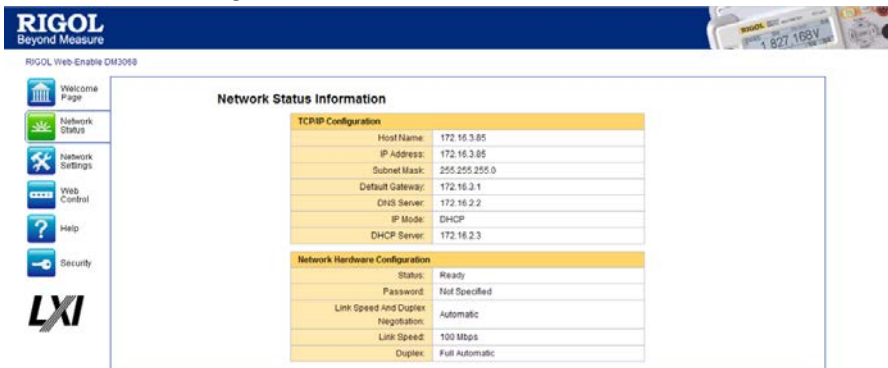 RIGOL
Beyond Measure
RIGOL
1.827,168V
RIGOL Web-Enable DM3068
Welcome
Page
Network
Status
Network
Settings
Web
Control
Help
Security
LXI
Network Status Information
TCP/IP Configuration
Host Name: 172.16.3.85
IP Address: 172.16.3.85
Subnet Mask: 255.255.255.0
Default Gateway: 172.16.3.1
DNS Server: 172.16.2.2
IP Mode: DHCP
DHCP Server: 172.16.2.3
Network Hardware Configuration
Status: Ready
Password: Not Specified
Link Speed And Duplex
Negotiation: Automatic
Link Speed: 100 Mbps
Duplex: Full Automatic